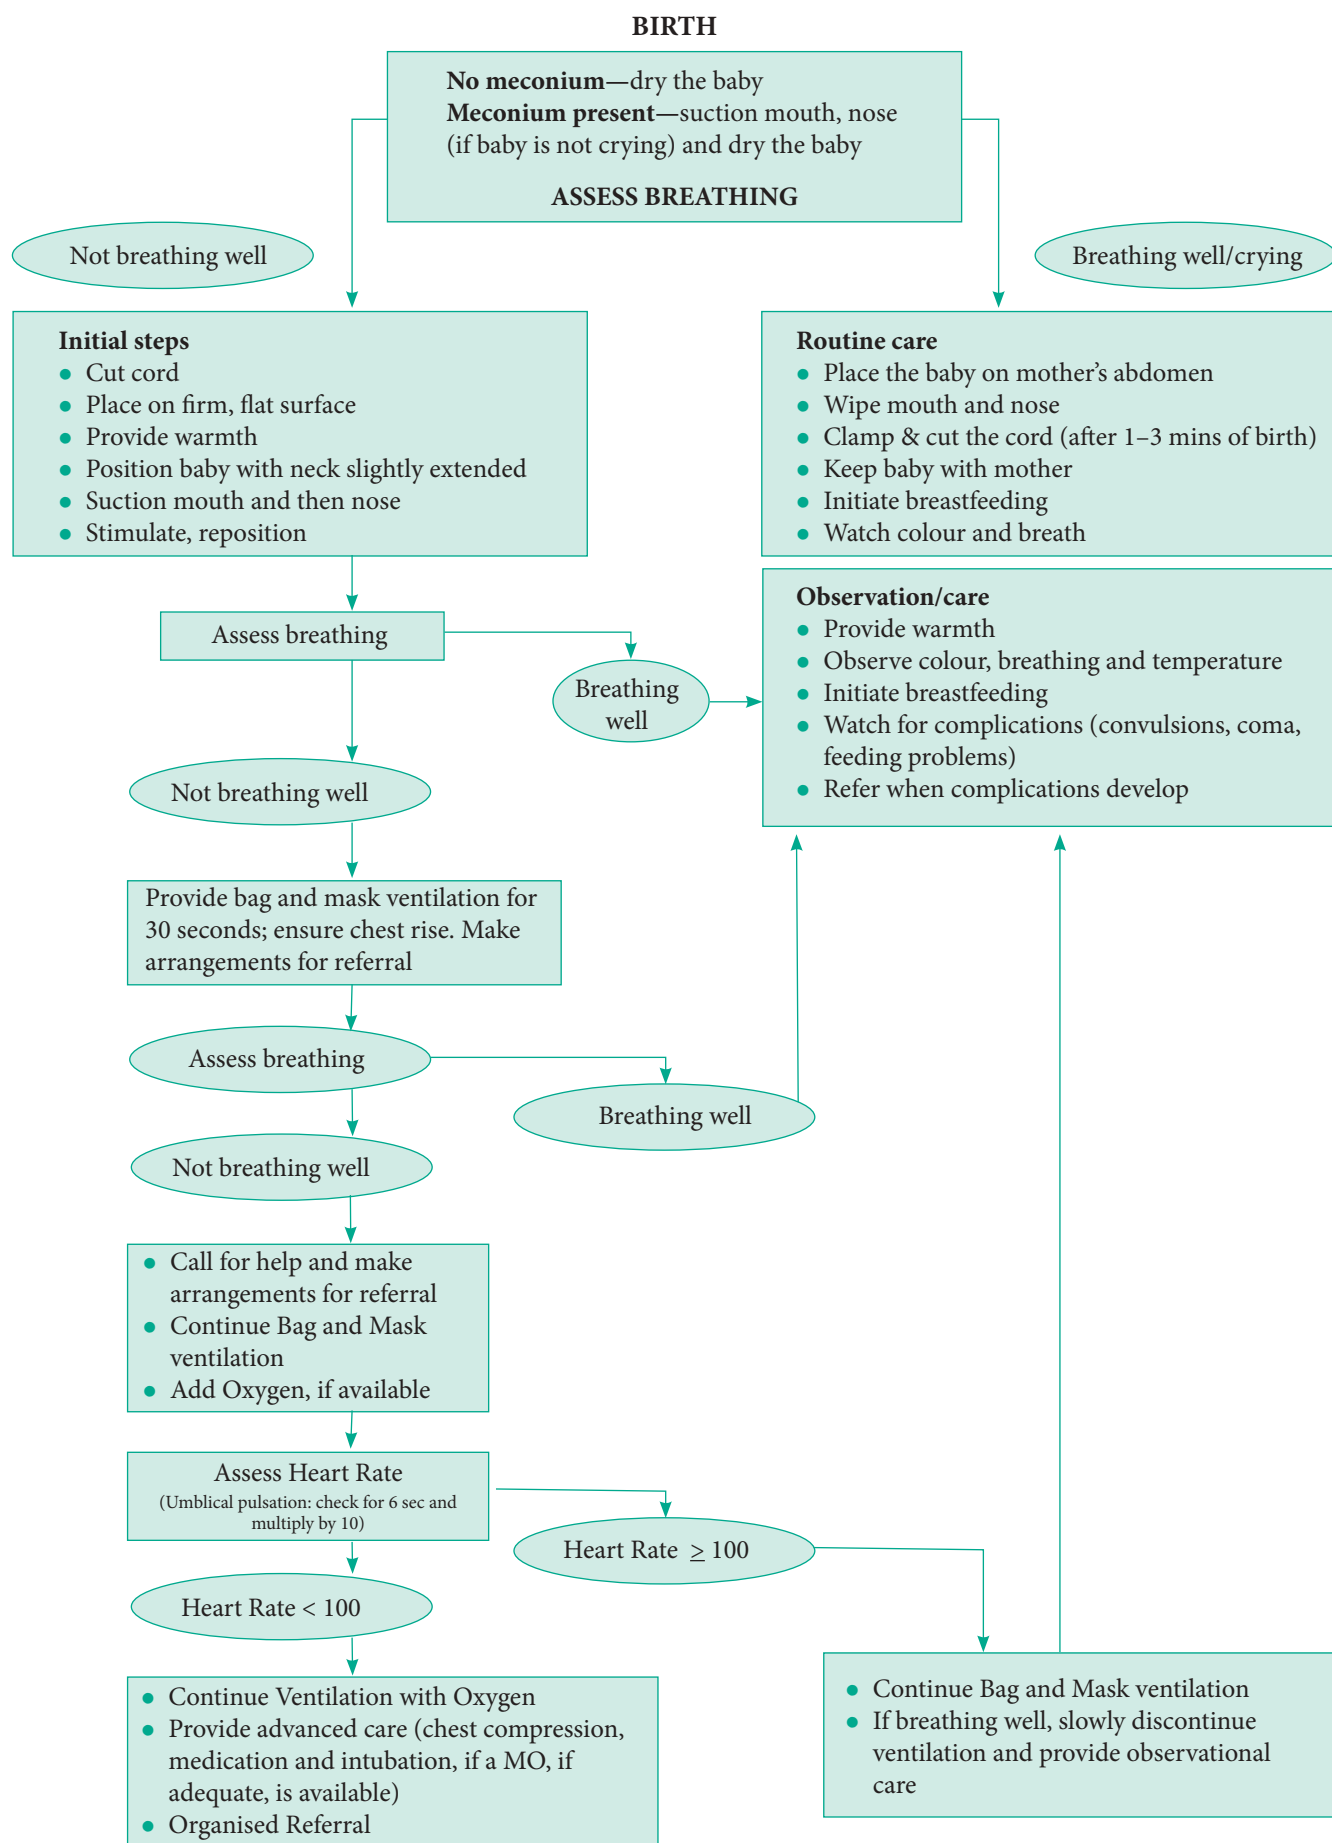 BIRTH
No meconium—dry the baby
Meconium present—suction mouth, nose
(if baby is not crying) and dry the baby
ASSESS BREATHING
Not breathing well
Breathing well/crying
Initial steps
● Cut cord
● Place on firm, flat surface
● Provide warmth
● Position baby with neck slightly extended
● Suction mouth and then nose
● Stimulate, reposition
Routine care
● Place the baby on mother's abdomen
● Wipe mouth and nose
● Clamp & cut the cord (after 1–3 mins of birth)
● Keep baby with mother
● Initiate breastfeeding
● Watch colour and breath
Assess breathing
Breathing
well
Observation/care
● Provide warmth
● Observe colour, breathing and temperature
● Initiate breastfeeding
● Watch for complications (convulsions, coma,
feeding problems)
● Refer when complications develop
Not breathing well
Provide bag and mask ventilation for
30 seconds; ensure chest rise. Make
arrangements for referral
Assess breathing
Breathing well
Not breathing well
● Call for help and make
arrangements for referral
● Continue Bag and Mask
ventilation
● Add Oxygen, if available
Assess Heart Rate
(Umblical pulsation: check for 6 sec and
multiply by 10)
Heart Rate ≥ 100
Heart Rate < 100
● Continue Ventilation with Oxygen
● Provide advanced care (chest compression,
medication and intubation, if a MO, if
adequate, is available)
● Organised Referral
● Continue Bag and Mask ventilation
● If breathing well, slowly discontinue
ventilation and provide observational
care